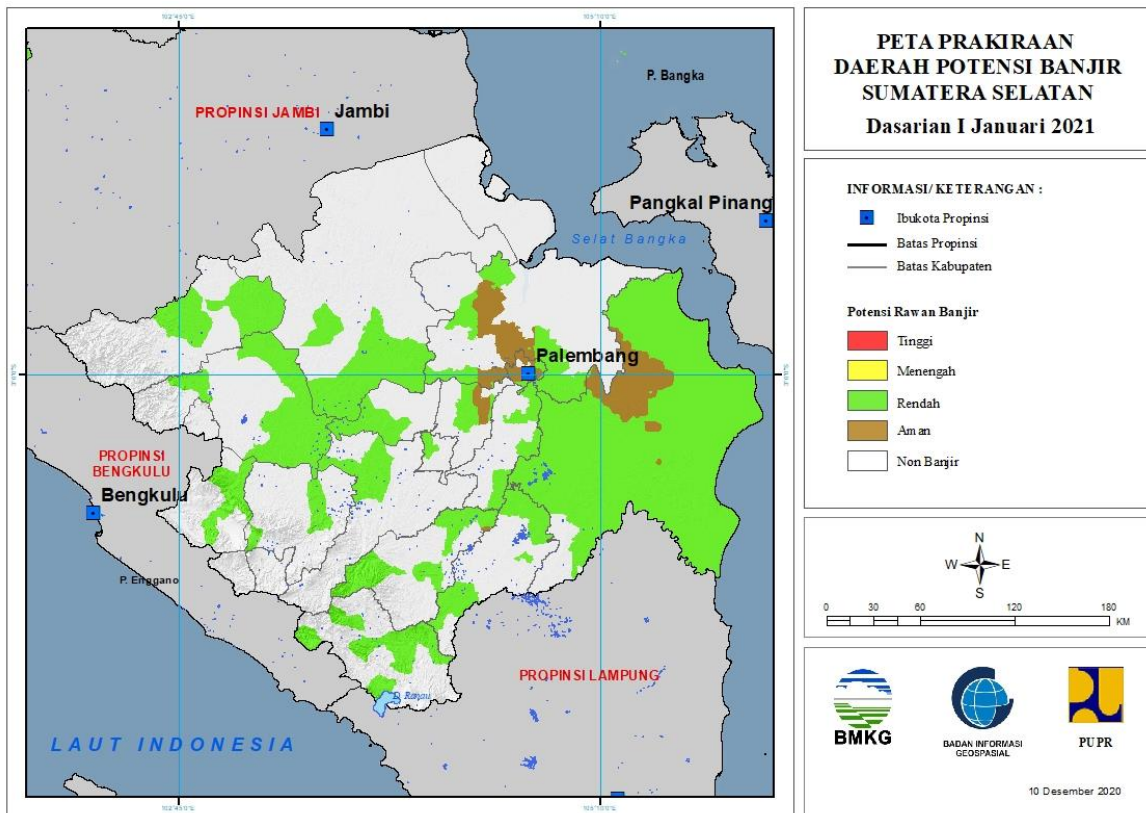 PETA PRAKIRAAN
DAERAH POTENSI BANJIR
SUMATERA SELATAN
Dasarian I Januari 2021
INFORMASI/ KETERANGAN :
Ibukota Propinsi
Batas Propinsi
Batas Kabupaten
Potensi Rawan Banjir
Tinggi
Menengah
Rendah
Aman
Non Banjir
N
W E
S
0 30 60 120 180
KM
BMKG
BADAN INFORMASI
GEOSPASIAL
PUPR
10 Desember 2020
P. Bangka
PROPINSI JAMBI
Jambi
Pangkal Pinang
Selat Bangka
Palembang
PROPINSI
BENGKULU
Bengkulu
P. Enggano
PROPINSI LAMPUNG
D. Ranau
LAUT INDONESIA